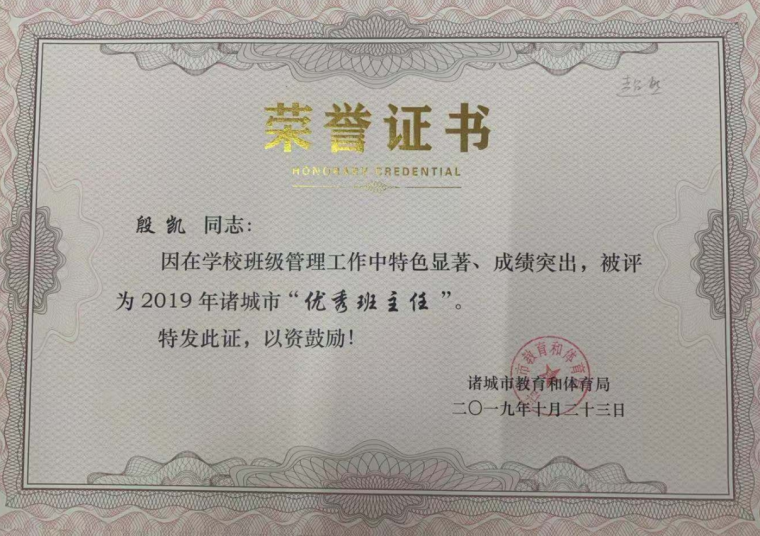 荣誉证书
HONORARY CREDENTIAL
殷凯 同志：
因在学校班级管理工作中特色显著、成绩突出，被评
为2019年诸城市“优秀班主任”。
特发此证，以资鼓励！
诸城市教育和体育局
二〇一九年十月二十三日